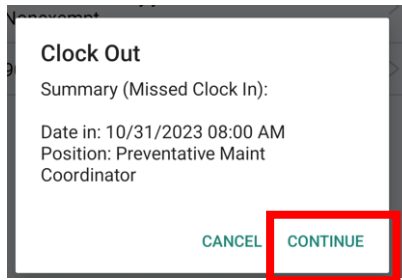 Nonexempt
Clock Out
Summary (Missed Clock In):
Date in: 10/31/2023 08:00 AM
Position: Preventative Maint
Coordinator
CANCEL CONTINUE